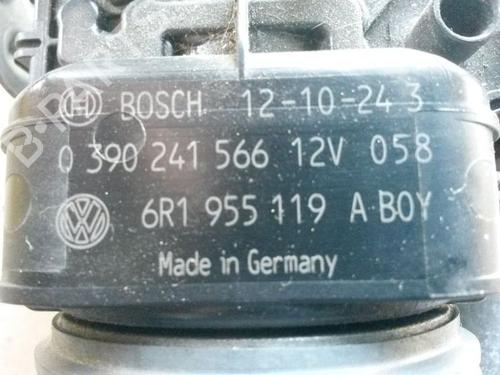 BOSCH 12-10-24 3
0 390 241 566 12V 058
6R1 955 119 A BOY
Made in Germany